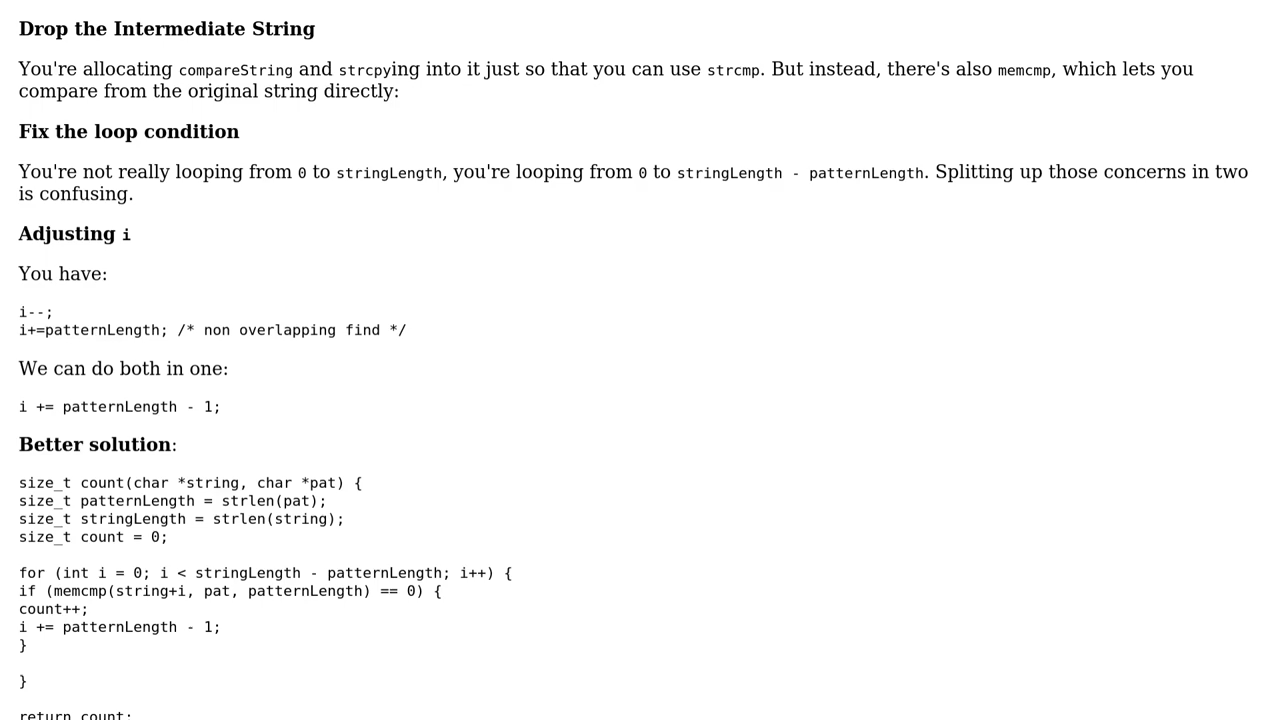 Drop the Intermediate String
You're allocating compareString and strcpying into it just so that you can use strcmp. But instead, there's also memcmp, which lets you
compare from the original string directly:
Fix the loop condition
You're not really looping from 0 to stringLength, you're looping from 0 to stringLength - patternLength. Splitting up those concerns in two
is confusing.
Adjusting i
You have:
i--;
i+=patternLength; /* non overlapping find */
We can do both in one:
i += patternLength - 1;
Better solution:
size_t count(char *string, char *pat) {
size_t patternLength = strlen(pat);
size_t stringLength = strlen(string);
size_t count = 0;
for (int i = 0; i < stringLength - patternLength; i++) {
if (memcmp(string+i, pat, patternLength) == 0) {
count++;
i += patternLength - 1;
}
}
return count;